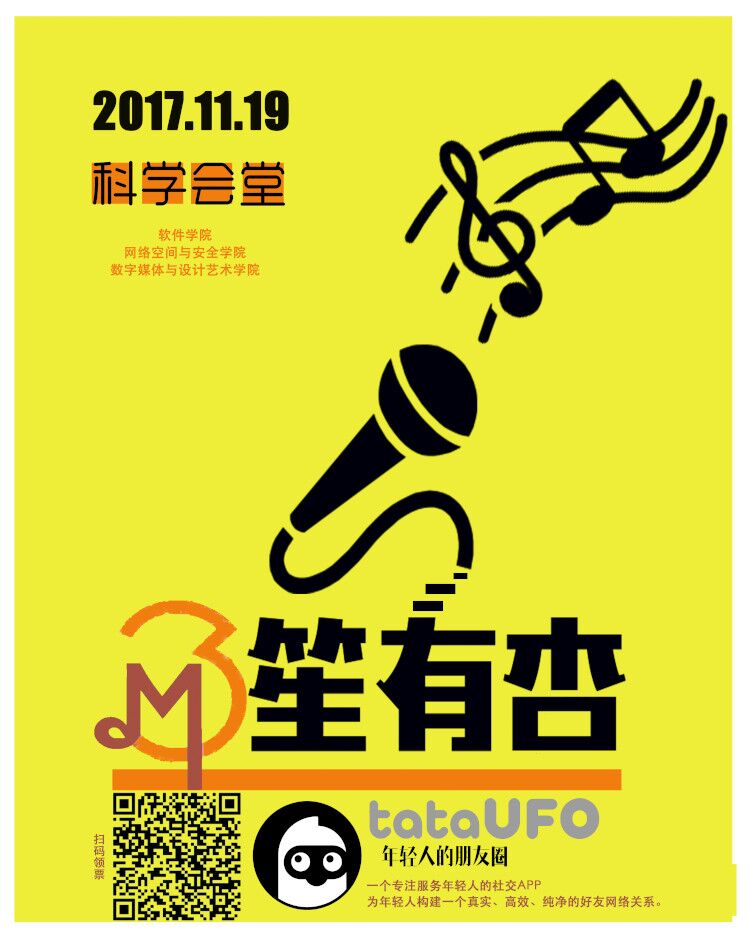 2017.11.19
科学会堂
软件学院
网络空间与安全学院
数字媒体与设计艺术学院
3
M
笙有杏
扫码领票
tataUFO
年轻人的朋友圈
一个专注服务年轻人的社交APP
为年轻人构建一个真实、高效、纯净的好友网络关系。